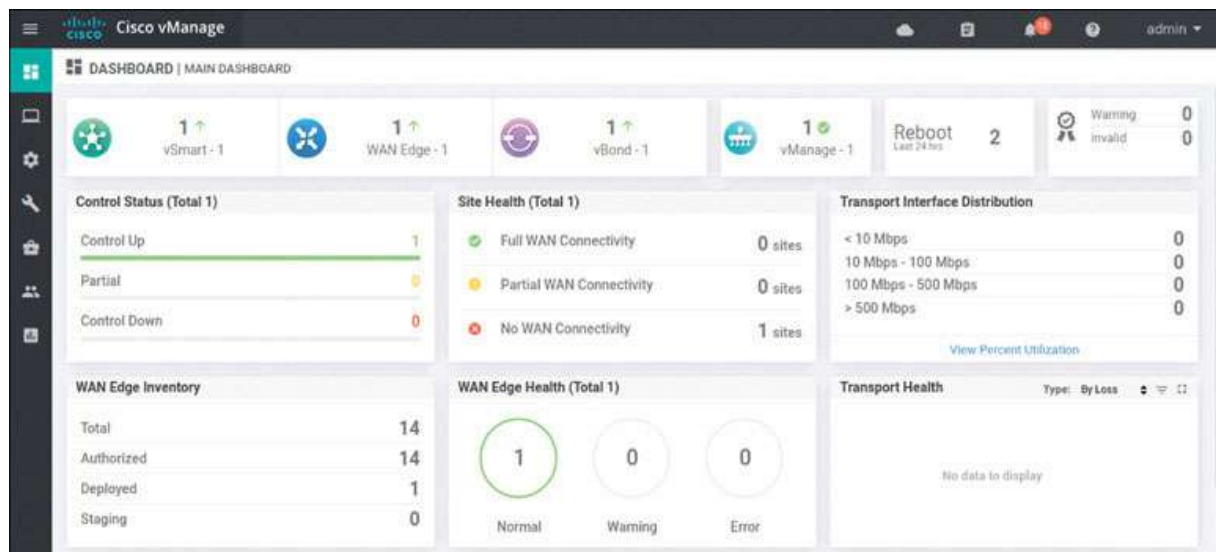 cisco Cisco vManage admin
DASHBOARD | MAIN DASHBOARD
1
vSmart - 1
1
WAN Edge - 1
1
vBond - 1
1
vManage - 1
Reboot
Last 24 hrs
2
Warning 0
invalid 0
Control Status (Total 1)
Control Up 1
Partial 0
Control Down 0
Site Health (Total 1)
Full WAN Connectivity 0 sites
Partial WAN Connectivity 0 sites
No WAN Connectivity 1 sites
Transport Interface Distribution
< 10 Mbps 0
10 Mbps - 100 Mbps 0
100 Mbps - 500 Mbps 0
> 500 Mbps 0
View Percent Utilization
WAN Edge Inventory
Total 14
Authorized 14
Deployed 1
Staging 0
WAN Edge Health (Total 1)
1 0 0
Normal Warning Error
Transport Health Type: By Loss
No data to display